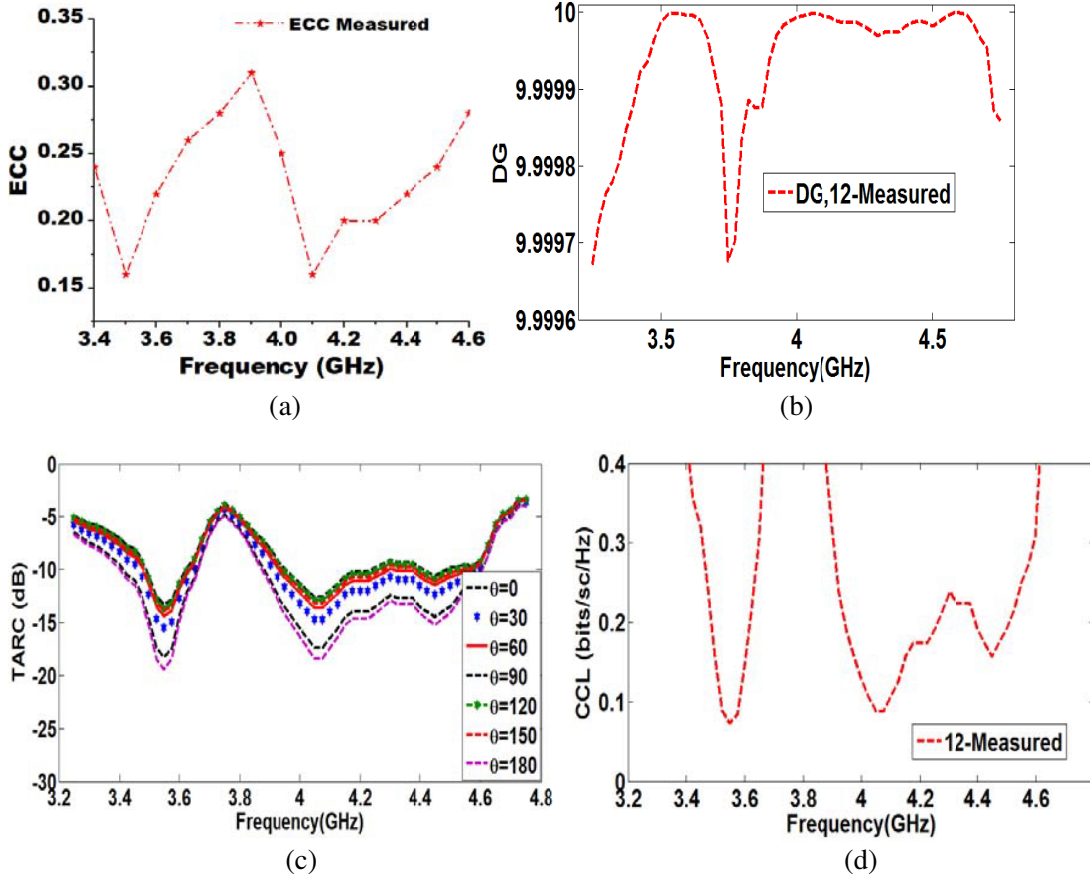 0.35
0.30
0.25
0.20
0.15
ECC
ECC Measured
3.4 3.6 3.8 4.0 4.2 4.4 4.6
Frequency (GHz)
(a)
10
9.9999
9.9998
9.9997
9.9996
DG
DG,12-Measured
3.5 4 4.5
Frequency(GHz)
(b)
0
-5
-10
-15
-20
-25
-30
TARC (dB)
θ=0
θ=30
θ=60
θ=90
θ=120
θ=150
θ=180
3.2 3.4 3.6 3.8 4 4.2 4.4 4.6 4.8
Frequency(GHz)
(c)
0.4
0.3
0.2
0.1
0
CCL (bits/sc/Hz)
12-Measured
3.2 3.4 3.6 3.8 4 4.2 4.4 4.6
Frequency(GHz)
(d)